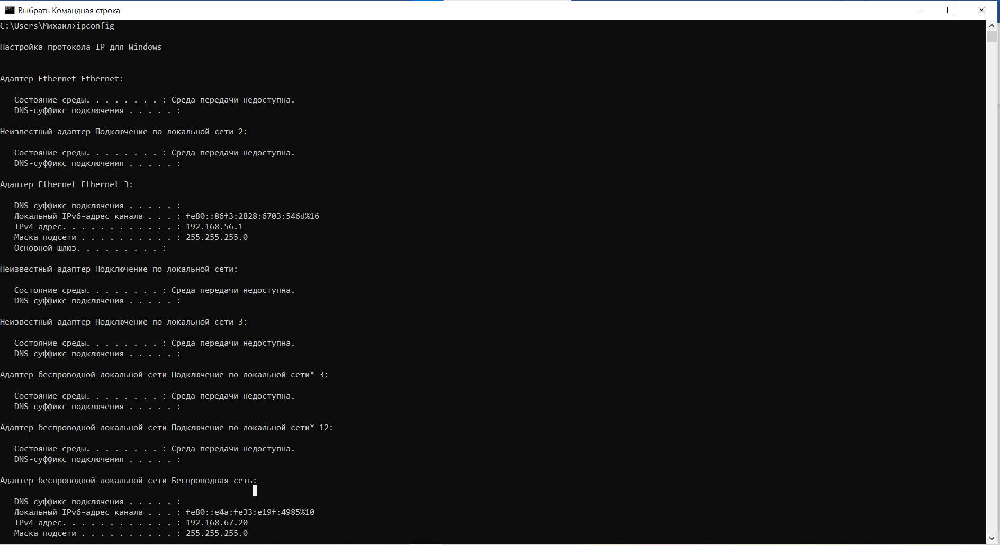 Выбрать Командная строка
C:\Users\Михаил>ipconfig
Настройка протокола IP для Windows
Адаптер Ethernet Ethernet:
Состояние среды. . . . . . . . : Среда передачи недоступна.
DNS-суффикс подключения . . . . . :
Неизвестный адаптер Подключение по локальной сети 2:
Состояние среды. . . . . . . . : Среда передачи недоступна.
DNS-суффикс подключения . . . . . :
Адаптер Ethernet Ethernet 3:
DNS-суффикс подключения . . . . . :
Локальный IPv6-адрес канала . . . : fe80::86f3:2828:6703:546d%16
IPv4-адрес. . . . . . . . . . . . : 192.168.56.1
Маска подсети . . . . . . . . . . : 255.255.255.0
Основной шлюз. . . . . . . . . :
Неизвестный адаптер Подключение по локальной сети:
Состояние среды. . . . . . . . : Среда передачи недоступна.
DNS-суффикс подключения . . . . . :
Неизвестный адаптер Подключение по локальной сети 3:
Состояние среды. . . . . . . . : Среда передачи недоступна.
DNS-суффикс подключения . . . . . :
Адаптер беспроводной локальной сети Подключение по локальной сети* 3:
Состояние среды. . . . . . . . : Среда передачи недоступна.
DNS-суффикс подключения . . . . . :
Адаптер беспроводной локальной сети Подключение по локальной сети* 12:
Состояние среды. . . . . . . . : Среда передачи недоступна.
DNS-суффикс подключения . . . . . :
Адаптер беспроводной локальной сети Беспроводная сеть:
DNS-суффикс подключения . . . . . :
Локальный IPv6-адрес канала . . . : fe80::e4a:fe33:e19f:4985%10
IPv4-адрес. . . . . . . . . . . . : 192.168.67.20
Маска подсети . . . . . . . . . . : 255.255.255.0